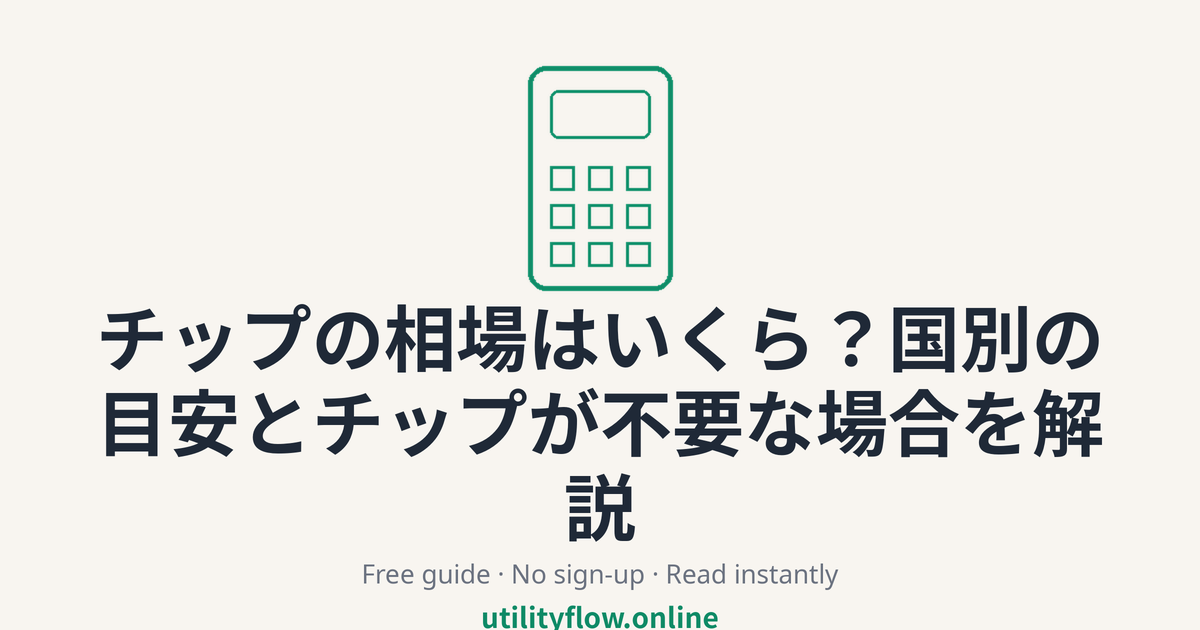 チップの相場はいくら？国別の
目安とチップが不要な場合を解
説
Free guide · No sign-up · Read instantly
utilityflow.online